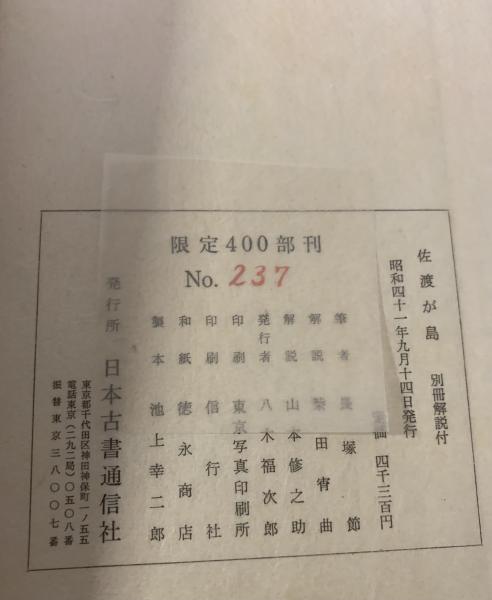 限定400部刊
No. 237
佐渡が島 別冊解説付
昭和四十一年九月十四日発行
定価 四千三百円
筆者 長塚節
解説 柴田宵曲
解説 山本修之助
発行者 八木福次郎
印刷 東京写真印刷所
印刷 信行社
和紙 徳永商店
製本 池上幸二郎
発行所 日本古書通信社
東京都千代田区神田神保町一ノ五五
電話東京(二九二局)〇五〇八番
振替東京三八〇〇七番